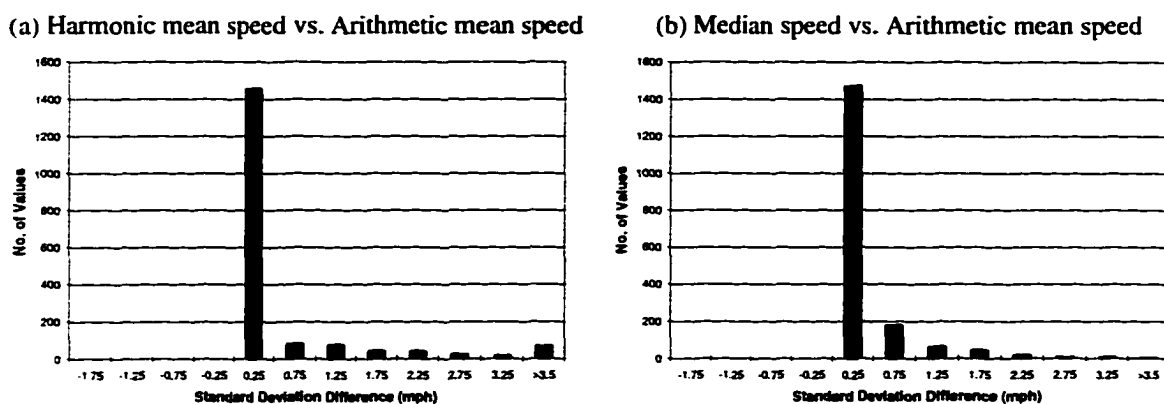 (a) Harmonic mean speed vs. Arithmetic mean speed
1600
1400
1200
1000
800
600
400
200
0
No. of Values
-1.75 -1.25 -0.75 -0.25 0.25 0.75 1.25 1.75 2.25 2.75 3.25 >3.5
Standard Deviation Difference (mph)
(b) Median speed vs. Arithmetic mean speed
1600
1400
1200
1000
800
600
400
200
0
No. of Values
-1.75 -1.25 -0.75 -0.25 0.25 0.75 1.25 1.75 2.25 2.75 3.25 >3.5
Standard Deviation Difference (mph)